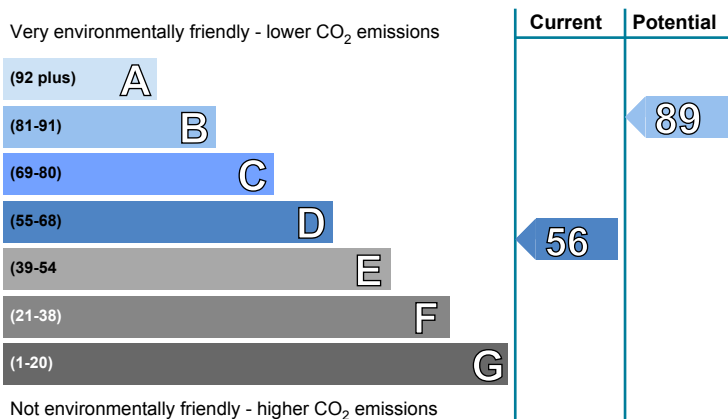 Current Potential
Very environmentally friendly - lower CO2 emissions
(92 plus) A
(81-91) B
89
(69-80) C
(55-68) D
56
(39-54 E
(21-38) F
(1-20) G
Not environmentally friendly - higher CO2 emissions